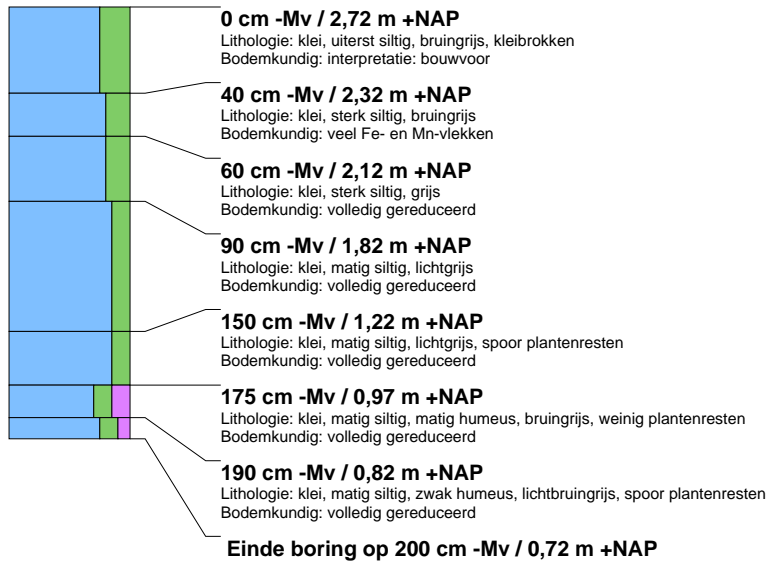 0 cm -Mv / 2,72 m +NAP
Lithologie: klei, uiterst siltig, bruingrijs, kleibrokken
Bodemkundig: interpretatie: bouwvoor
40 cm -Mv / 2,32 m +NAP
Lithologie: klei, sterk siltig, bruingrijs
Bodemkundig: veel Fe- en Mn-vlekken
60 cm -Mv / 2,12 m +NAP
Lithologie: klei, sterk siltig, grijs
Bodemkundig: volledig gereduceerd
90 cm -Mv / 1,82 m +NAP
Lithologie: klei, matig siltig, lichtgrijs
Bodemkundig: volledig gereduceerd
150 cm -Mv / 1,22 m +NAP
Lithologie: klei, matig siltig, lichtgrijs, spoor plantenresten
Bodemkundig: volledig gereduceerd
175 cm -Mv / 0,97 m +NAP
Lithologie: klei, matig siltig, matig humeus, bruingrijs, weinig plantenresten
Bodemkundig: volledig gereduceerd
190 cm -Mv / 0,82 m +NAP
Lithologie: klei, matig siltig, zwak humeus, lichtbruingrijs, spoor plantenresten
Bodemkundig: volledig gereduceerd
Einde boring op 200 cm -Mv / 0,72 m +NAP